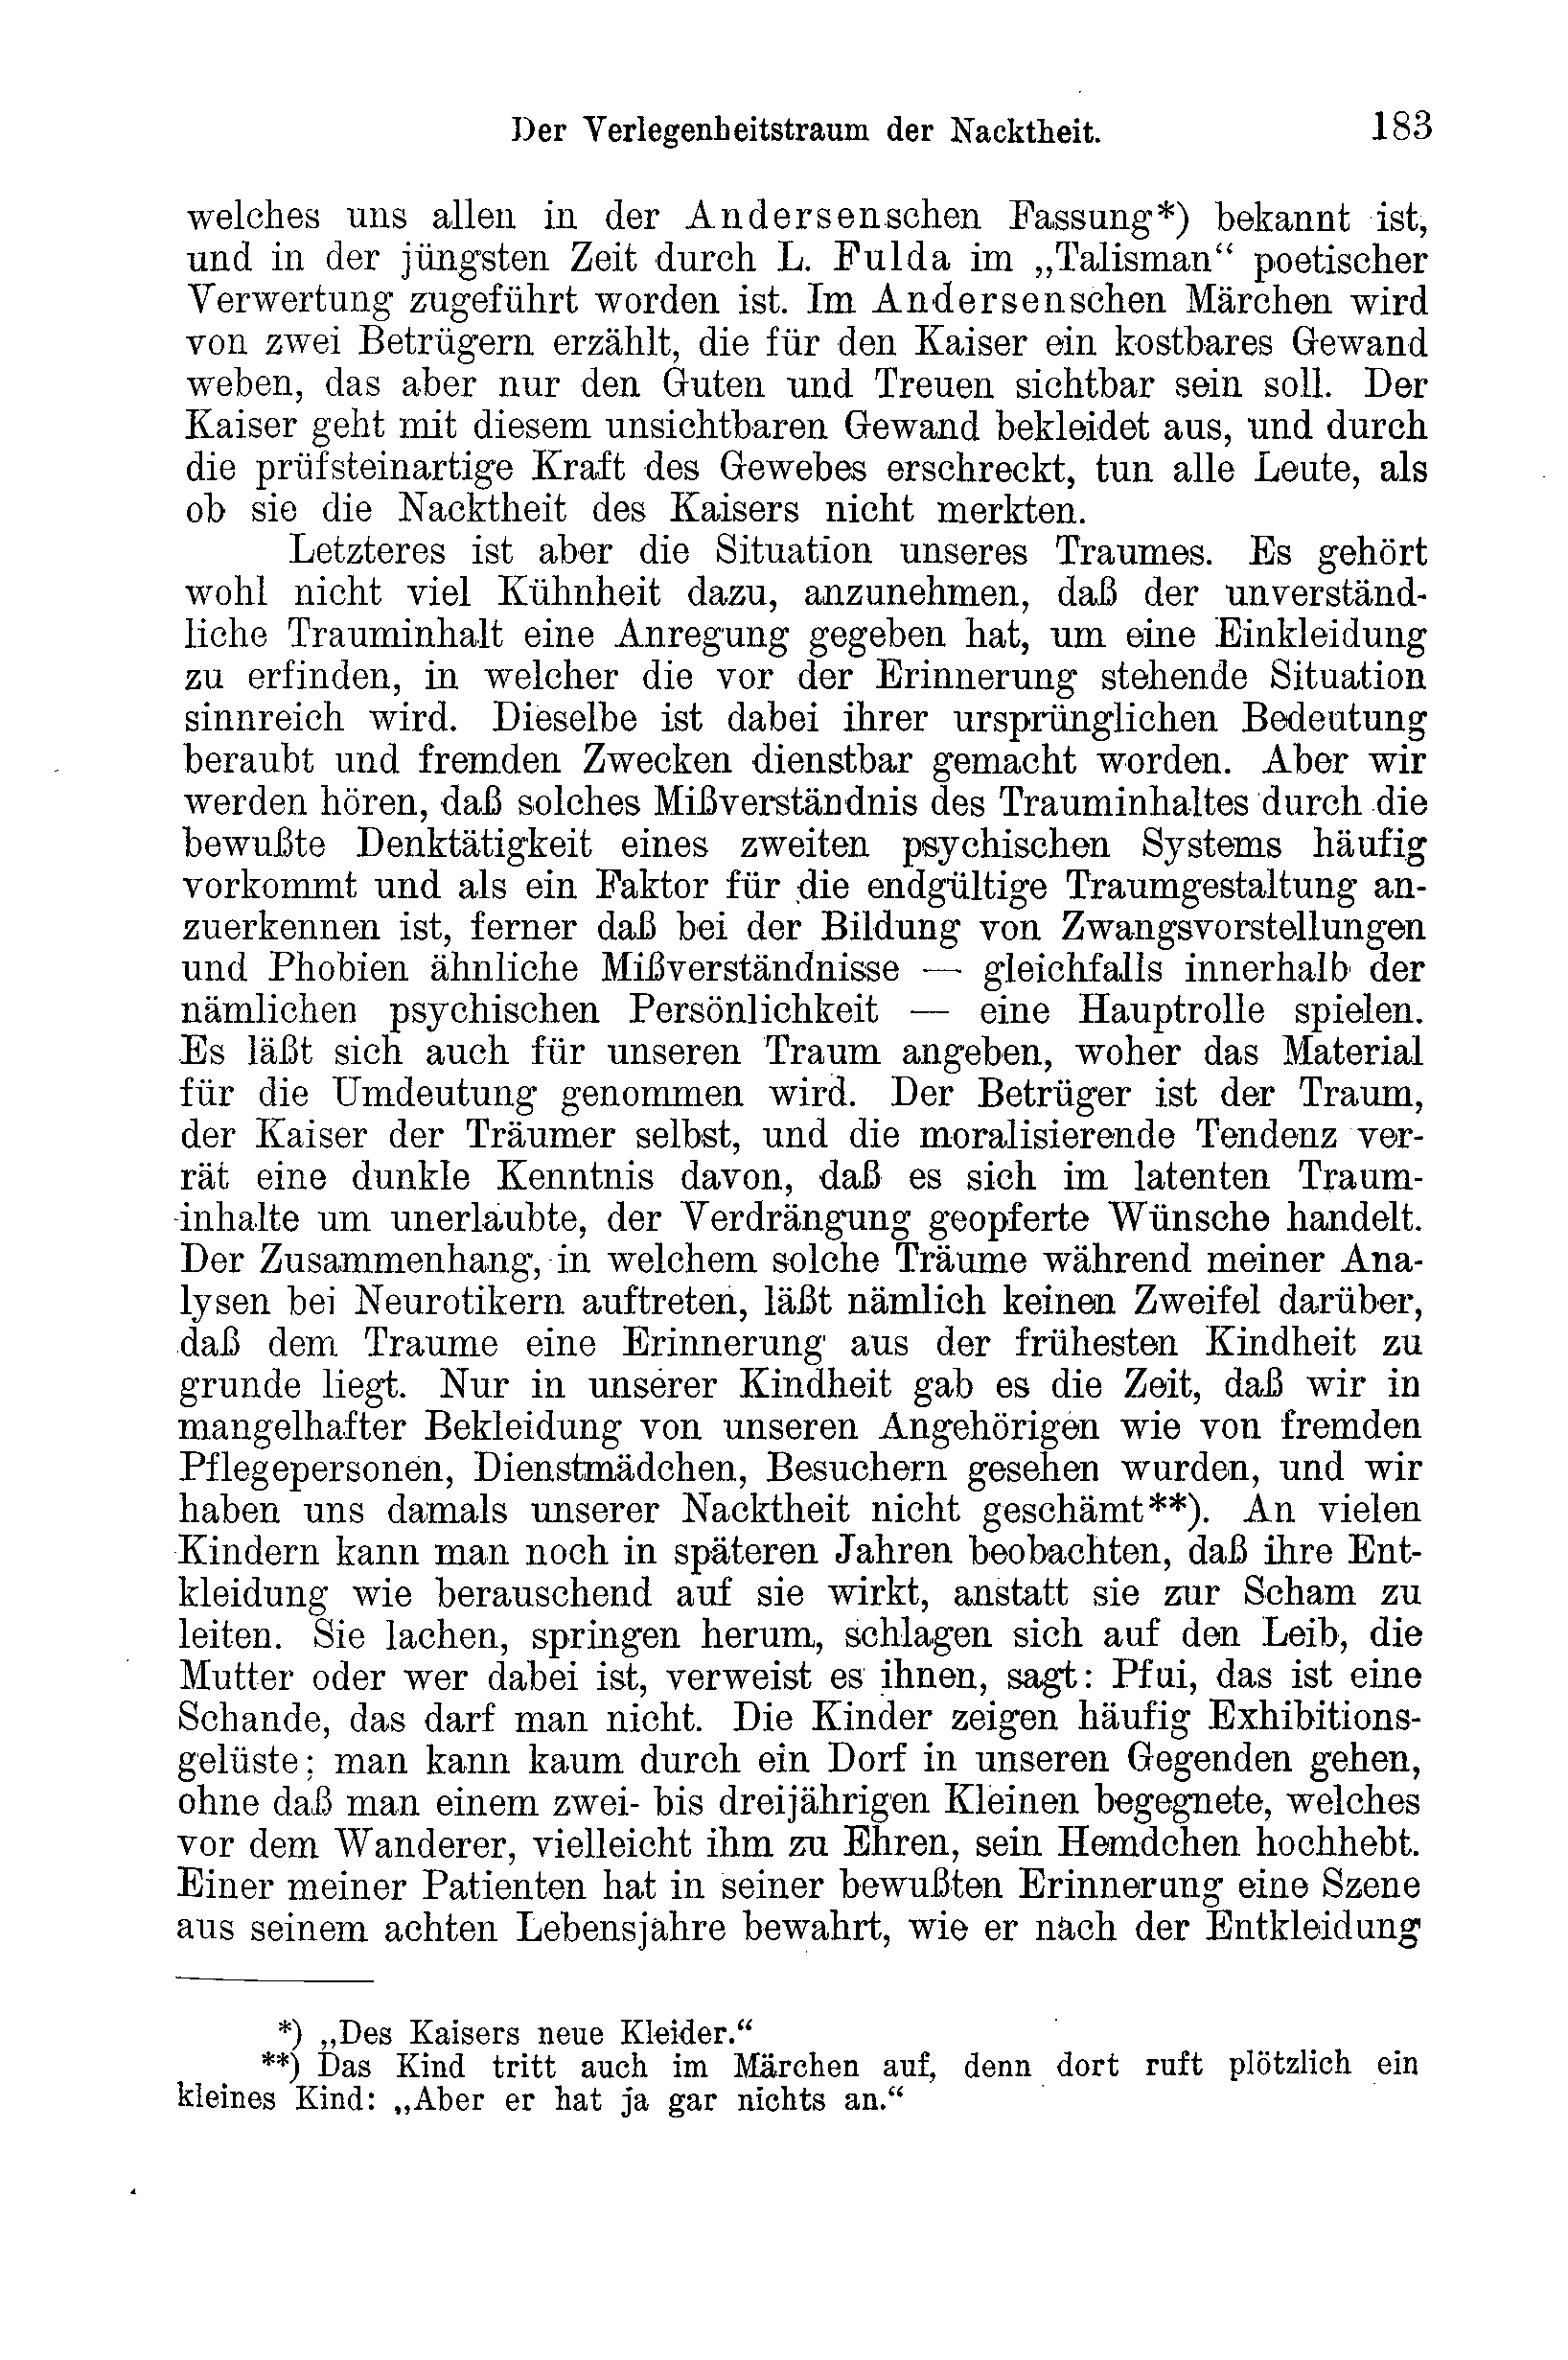 Der Verlegenheitstraum der Nacktheit. 183
welches uns allen in der Andersenschen Fassung*) bekannt ist,
und in der jüngsten Zeit durch L. Fulda im „Talisman“ poetischer
Verwertung zugeführt worden ist. Im Andersenschen Märchen wird
von zwei Betrügern erzählt, die für den Kaiser ein kostbares Gewand
weben, das aber nur den Guten und Treuen sichtbar sein soll. Der
Kaiser geht mit diesem unsichtbaren Gewand bekleidet aus, und durch
die prüfsteinartige Kraft des Gewebes erschreckt, tun alle Leute, als
ob sie die Nacktheit des Kaisers nicht merkten.
Letzteres ist aber die Situation unseres Traumes. Es gehört
wohl nicht viel Kühnheit dazu, anzunehmen, daß der unverständ-
liche Trauminhalt eine Anregung gegeben hat, um eine Einkleidung
zu erfinden, in welcher die vor der Erinnerung stehende Situation
sinnreich wird. Dieselbe ist dabei ihrer ursprünglichen Bedeutung
beraubt und fremden Zwecken dienstbar gemacht worden. Aber wir
werden hören, daß solches Mißverständnis des Trauminhaltes durch die
bewußte Denktätigkeit eines zweiten psychischen Systems häufig
vorkommt und als ein Faktor für die endgültige Traumgestaltung an-
zuerkennen ist, ferner daß bei der Bildung von Zwangsvorstellungen
und Phobien ähnliche Mißverständnisse — gleichfalls innerhalb der
nämlichen psychischen Persönlichkeit — eine Hauptrolle spielen.
Es läßt sich auch für unseren Traum angeben, woher das Material
für die Umdeutung genommen wird. Der Betrüger ist der Traum,
der Kaiser der Träumer selbst, und die moralisierende Tendenz ver-
rät eine dunkle Kenntnis davon, daß es sich im latenten Traum-
inhalte um unerlaubte, der Verdrängung geopferte Wünsche handelt.
Der Zusammenhang, in welchem solche Träume während meiner Ana-
lysen bei Neurotikern auftreten, läßt nämlich keinen Zweifel darüber,
daß dem Traume eine Erinnerung aus der frühesten Kindheit zu
grunde liegt. Nur in unserer Kindheit gab es die Zeit, daß wir in
mangelhafter Bekleidung von unseren Angehörigen wie von fremden
Pflegepersonen, Dienstmädchen, Besuchern gesehen wurden, und wir
haben uns damals unserer Nacktheit nicht geschämt**). An vielen
Kindern kann man noch in späteren Jahren beobachten, daß ihre Ent-
kleidung wie berauschend auf sie wirkt, anstatt sie zur Scham zu
leiten. Sie lachen, springen herum, schlagen sich auf den Leib, die
Mutter oder wer dabei ist, verweist es ihnen, sagt: Pfui, das ist eine
Schande, das darf man nicht. Die Kinder zeigen häufig Exhibitions-
gelüste; man kann kaum durch ein Dorf in unseren Gegenden gehen,
ohne daß man einem zwei- bis dreijährigen Kleinen begegnete, welches
vor dem Wanderer, vielleicht ihm zu Ehren, sein Hemdchen hochhebt.
Einer meiner Patienten hat in seiner bewußten Erinnerung eine Szene
aus seinem achten Lebensjahre bewahrt, wie er nach der Entkleidung
*) „Des Kaisers neue Kleider.“
**) Das Kind tritt auch im Märchen auf, denn dort ruft plötzlich ein
kleines Kind: „Aber er hat ja gar nichts an.“